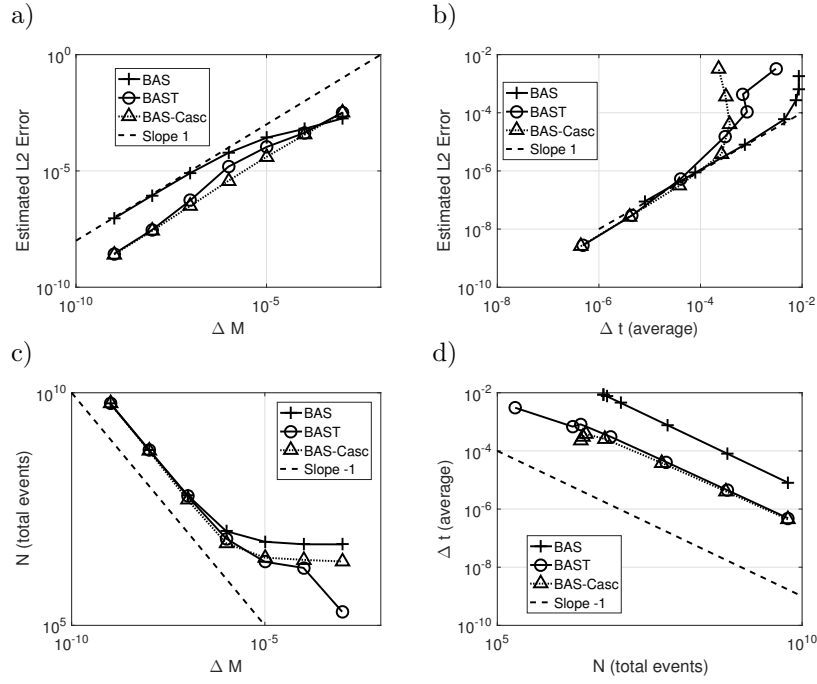 a)
10^0
10^-5
10^-10
10^-10
10^-5
Estimated L2 Error
Δ M
BAS
BAST
BAS-Casc
Slope 1
b)
10^-2
10^-4
10^-6
10^-8
10^-10
10^-8
10^-6
10^-4
10^-2
Estimated L2 Error
Δ t (average)
BAS
BAST
BAS-Casc
Slope 1
c)
10^10
10^5
10^-10
10^-5
N (total events)
Δ M
BAS
BAST
BAS-Casc
Slope -1
d)
10^-2
10^-4
10^-6
10^-8
10^-10
10^5
10^10
Δ t (average)
N (total events)
BAS
BAST
BAS-Casc
Slope -1